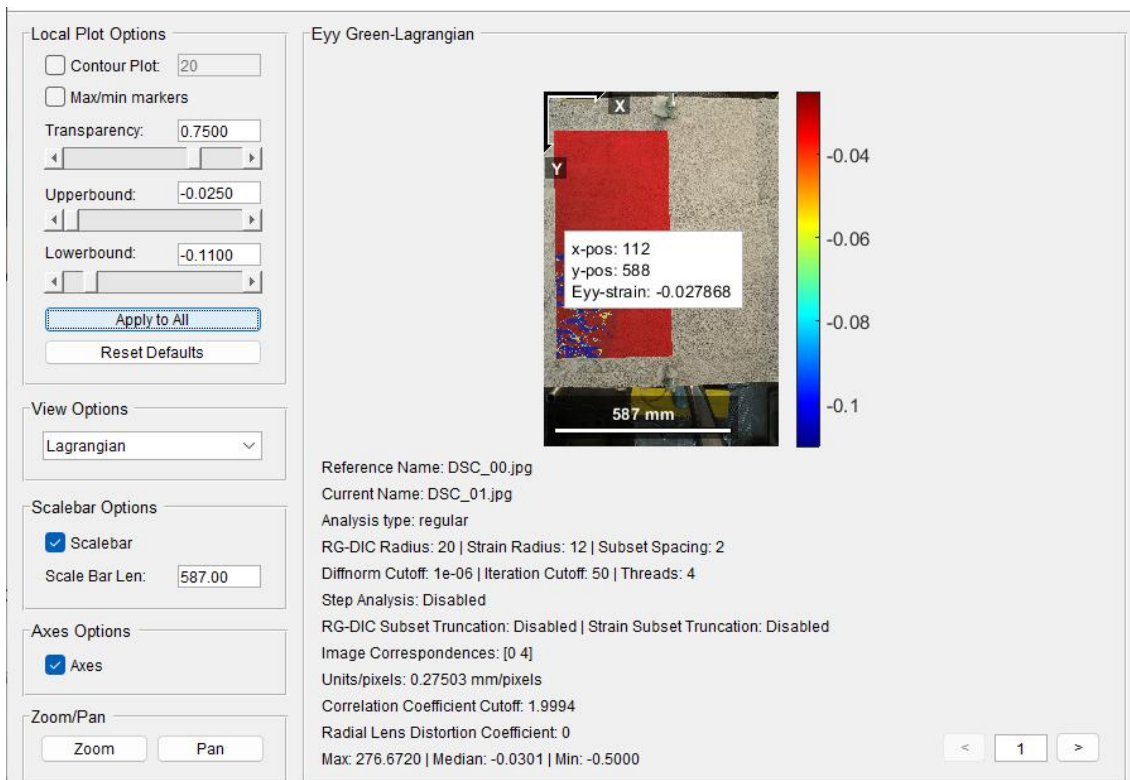 Local Plot Options
Contour Plot: 20
Max/min markers
Transparency: 0.7500
Upperbound: -0.0250
Lowerbound: -0.1100
Apply to All
Reset Defaults
View Options
Lagrangian
Scalebar Options
Scalebar
Scale Bar Len: 587.00
Axes Options
Axes
Zoom/Pan
Zoom Pan
Eyy Green-Lagrangian
X
Y
x-pos: 112
y-pos: 588
Eyy-strain: -0.027868
587 mm
-0.04
-0.06
-0.08
-0.1
Reference Name: DSC_00.jpg
Current Name: DSC_01.jpg
Analysis type: regular
RG-DIC Radius: 20 | Strain Radius: 12 | Subset Spacing: 2
Diffnorm Cutoff: 1e-06 | Iteration Cutoff: 50 | Threads: 4
Step Analysis: Disabled
RG-DIC Subset Truncation: Disabled | Strain Subset Truncation: Disabled
Image Correspondences: [0 4]
Units/pixels: 0.27503 mm/pixels
Correlation Coefficient Cutoff: 1.9994
Radial Lens Distortion Coefficient: 0
Max: 276.6720 | Median: -0.0301 | Min: -0.5000
< 1 >